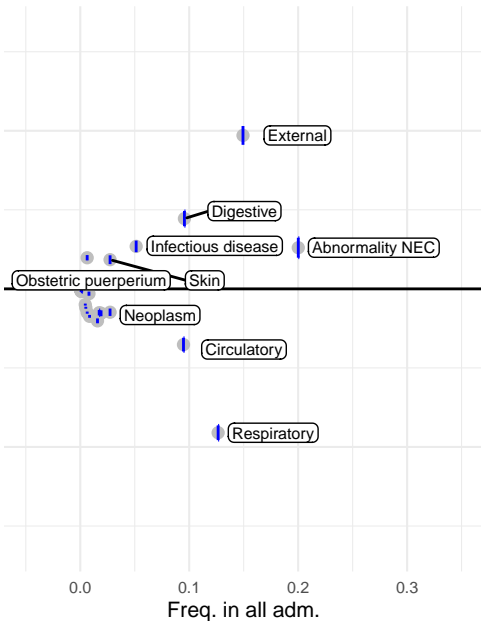 External
Digestive
Infectious disease
Abnormality NEC
Obstetric puerperium
Skin
Neoplasm
Circulatory
Respiratory
0.0 0.1 0.2 0.3
Freq. in all adm.